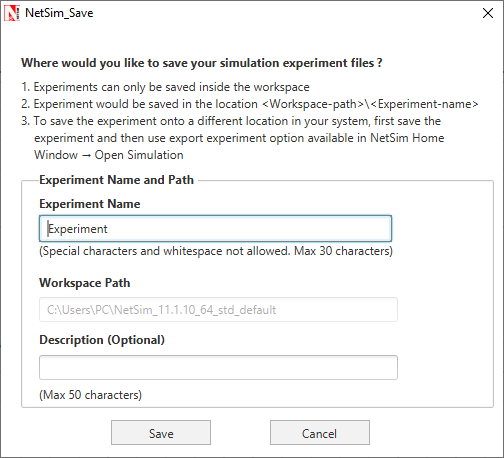 NetSim_Save
Where would you like to save your simulation experiment files ?
1. Experiments can only be saved inside the workspace
2. Experiment would be saved in the location <Workspace-path>\<Experiment-name>
3. To save the experiment onto a different location in your system, first save the
experiment and then use export experiment option available in NetSim Home
Window → Open Simulation
Experiment Name and Path
Experiment Name
Experiment
(Special characters and whitespace not allowed. Max 30 characters)
Workspace Path
C:\Users\PC\NetSim_11.1.10_64_std_default
Description (Optional)
(Max 50 characters)
Save Cancel